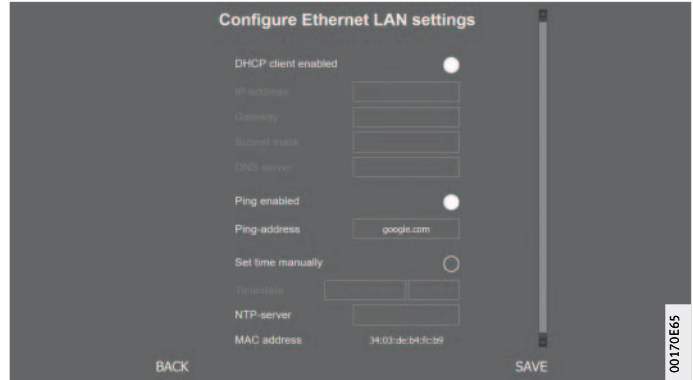 Configure Ethernet LAN settings
DHCP client enabled
IP-address
Gateway
Subnet mask
DNS server
Ping enabled
Ping-address google.com
Set time manually
Timedate
NTP-server
MAC address 34:03:de:b4:fc:b9
BACK SAVE
00170E65